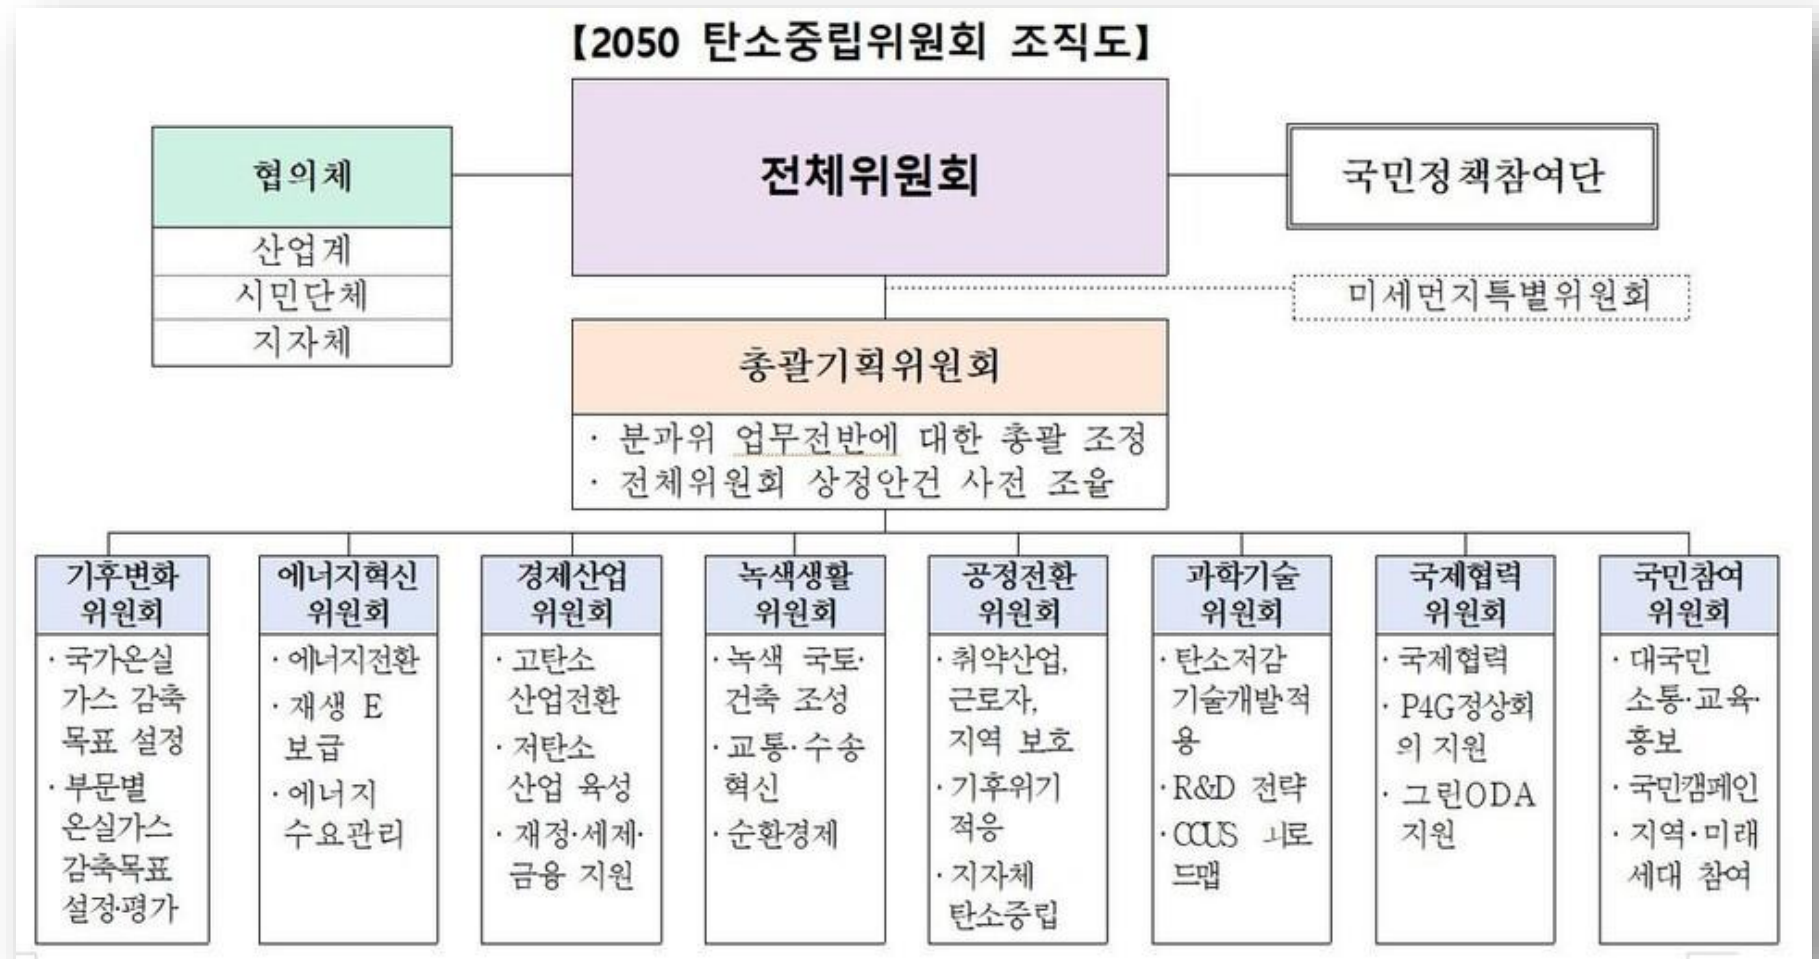 【2050 탄소중립위원회 조직도】
협의체
산업계
시민단체
지자체
전체위원회
국민정책참여단
미세먼지특별위원회
총괄기획위원회
· 분과위 업무전반에 대한 총괄 조정
· 전체위원회 상정안건 사전 조율
기후변화
위원회
· 국가온실
가스 감축
목표 설정
· 부문별
온실가스
감축목표
설정·평가
에너지혁신
위원회
· 에너지전환
· 재생 E
보급
· 에너지
수요관리
경제산업
위원회
· 고탄소
산업전환
· 저탄소
산업 육성
· 재정·세제·
금융 지원
녹색생활
위원회
· 녹색 국토·
건축 조성
· 교통·수송
혁신
· 순환경제
공정전환
위원회
· 취약산업,
근로자,
지역 보호
· 기후위기
적응
· 지자체
탄소중립
과학기술
위원회
· 탄소저감
기술개발·적
용
· R&D 전략
· CCUS
드맵
국제협력
위원회
· 국제협력
· P4G정상회
의 지원
· 그린ODA
지원
국민참여
위원회
· 대국민
소통·교육·
홍보
· 국민캠페인
· 지역·미래
세대 참여